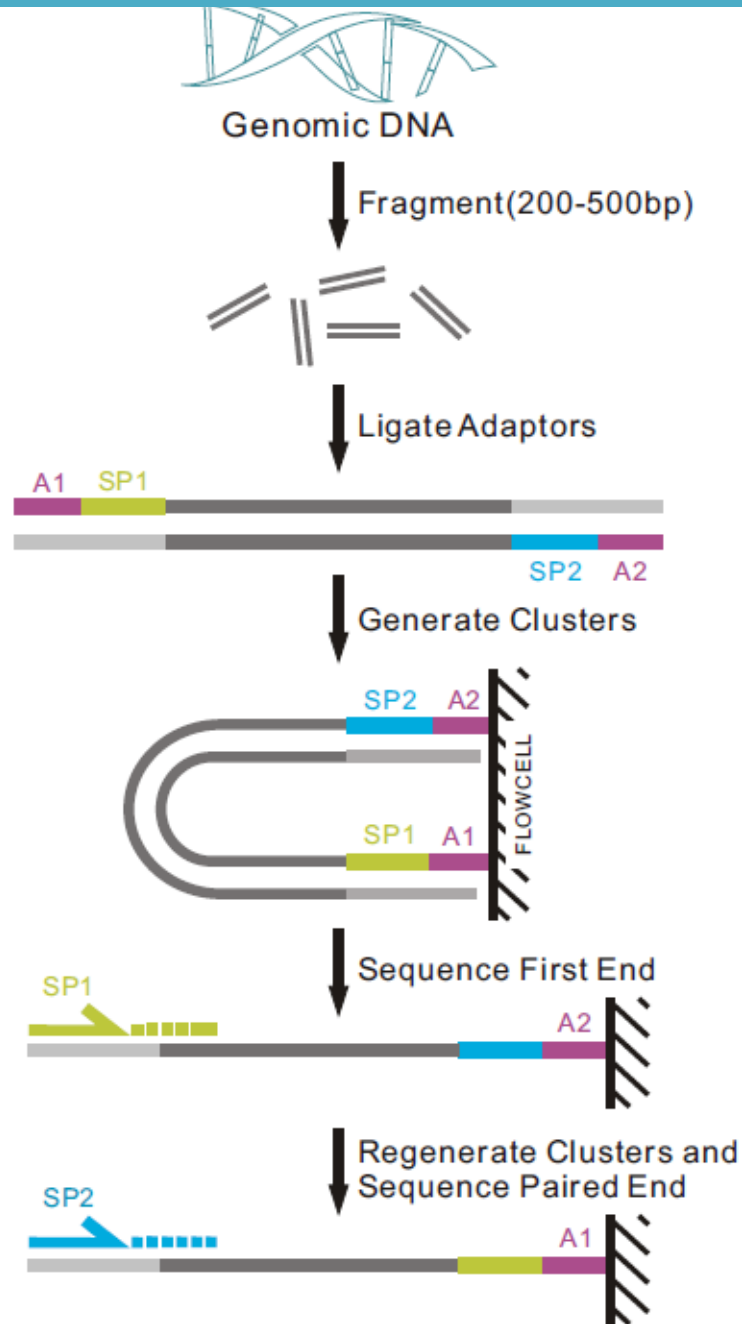 Genomic DNA
Fragment(200-500bp)
Ligate Adaptors
A1 SP1
SP2 A2
Generate Clusters
SP2 A2
FLOWCELL
SP1 A1
Sequence First End
SP1
A2
Regenerate Clusters and
Sequence Paired End
SP2
A1